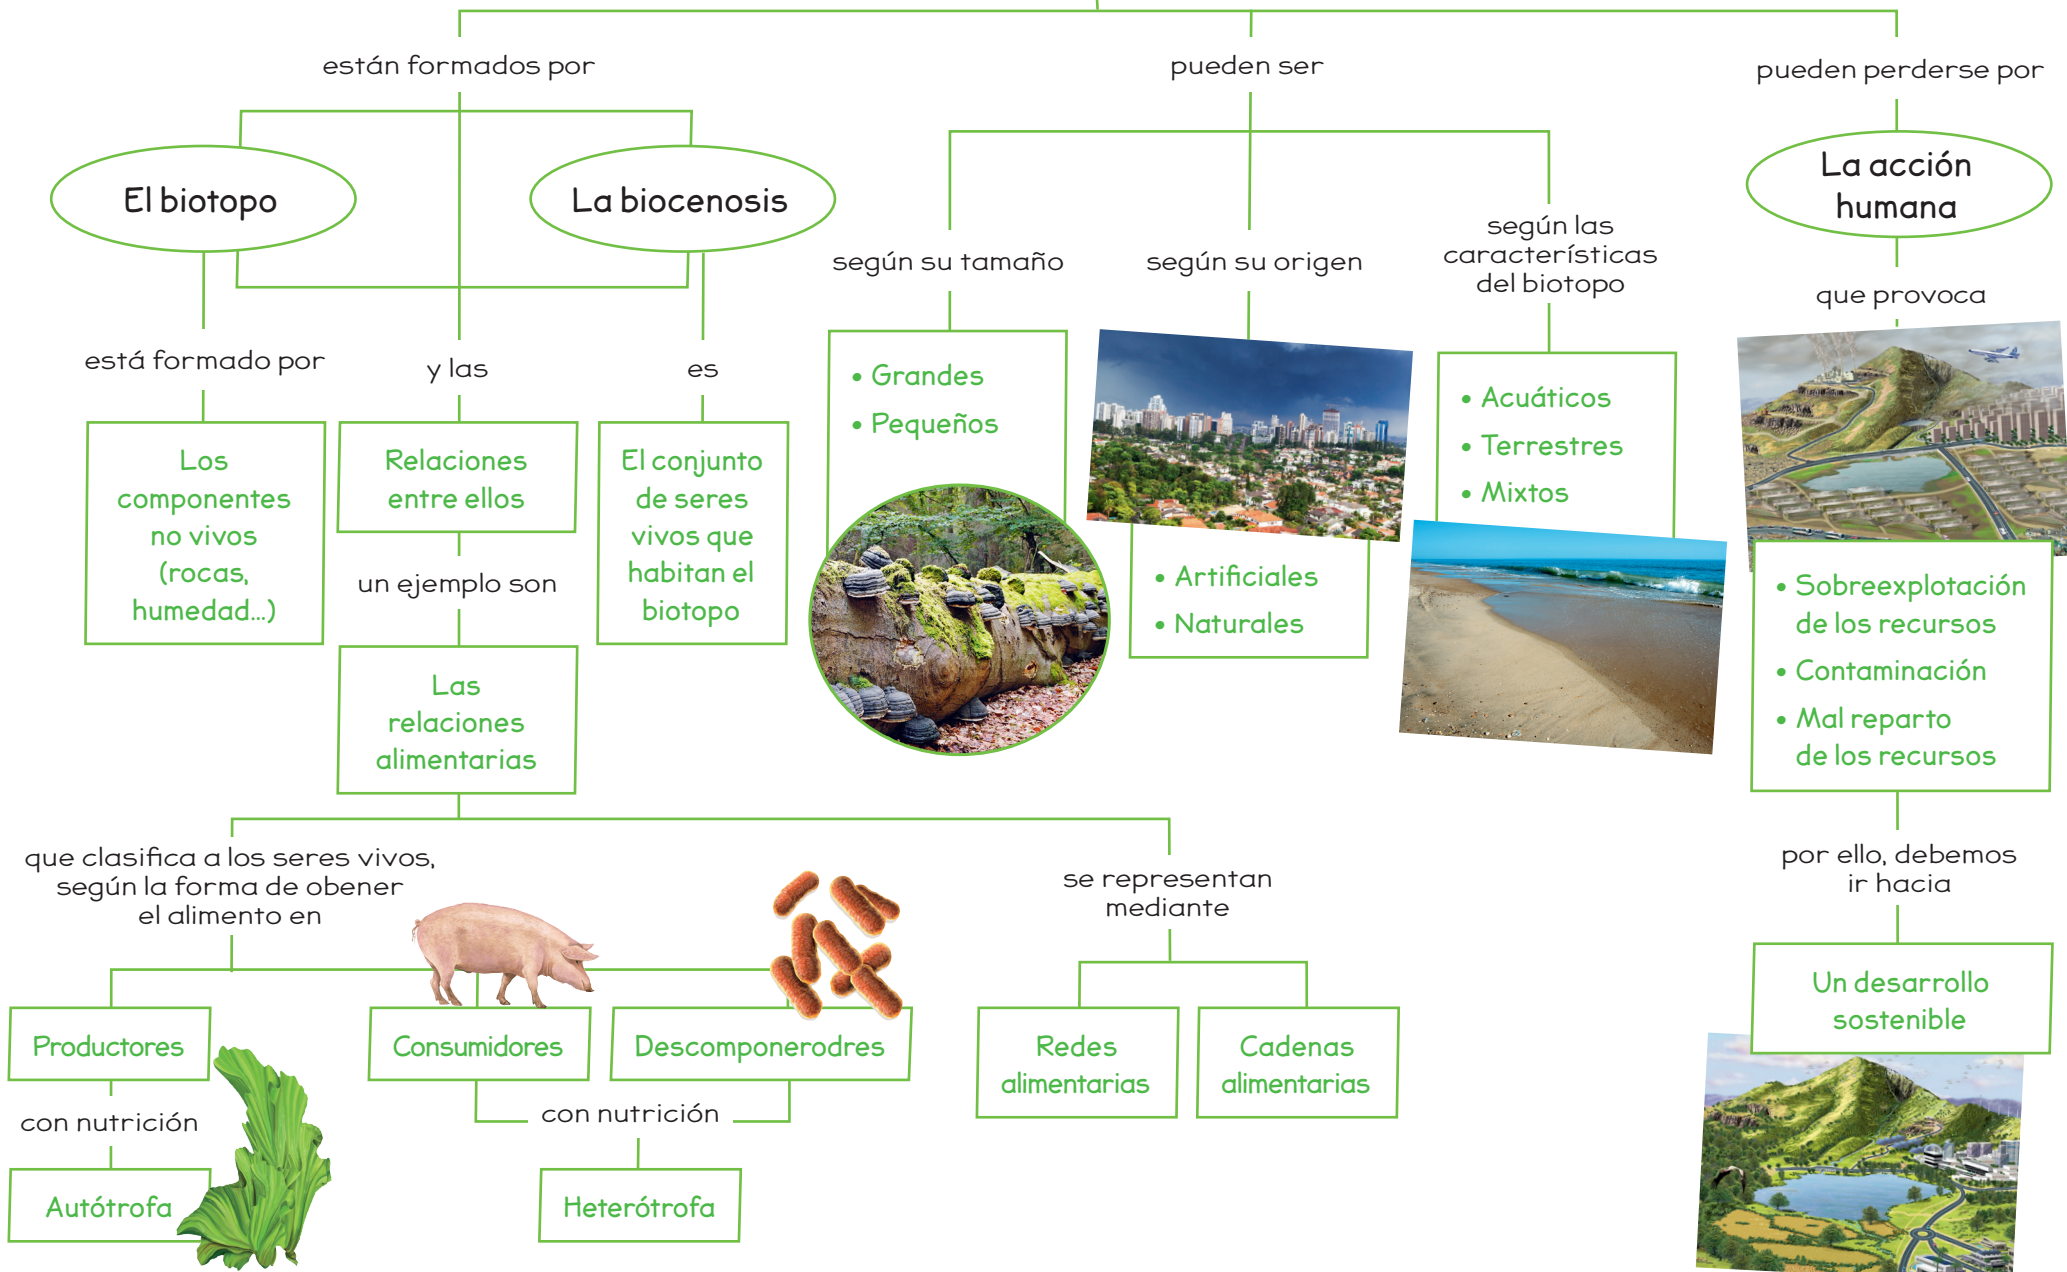 están formados por
El biotopo
La biocenosis
está formado por
Los
componentes
no vivos
(rocas,
humedad...)
y las
Relaciones
entre ellos
un ejemplo son
Las
relaciones
alimentarias
es
El conjunto
de seres
vivos que
habitan el
biotopo
que clasifica a los seres vivos,
según la forma de obener
el alimento en
Productores
con nutrición
Autótrofa
Consumidores
Descomponerodres
con nutrición
Heterótrofa
se representan
mediante
Redes
alimentarias
Cadenas
alimentarias
pueden ser
según su tamaño
• Grandes
• Pequeños
según su origen
• Artificiales
• Naturales
según las
características
del biotopo
• Acuáticos
• Terrestres
• Mixtos
pueden perderse por
La acción
humana
que provoca
• Sobreexplotación
de los recursos
• Contaminación
• Mal reparto
de los recursos
por ello, debemos
ir hacia
Un desarrollo
sostenible